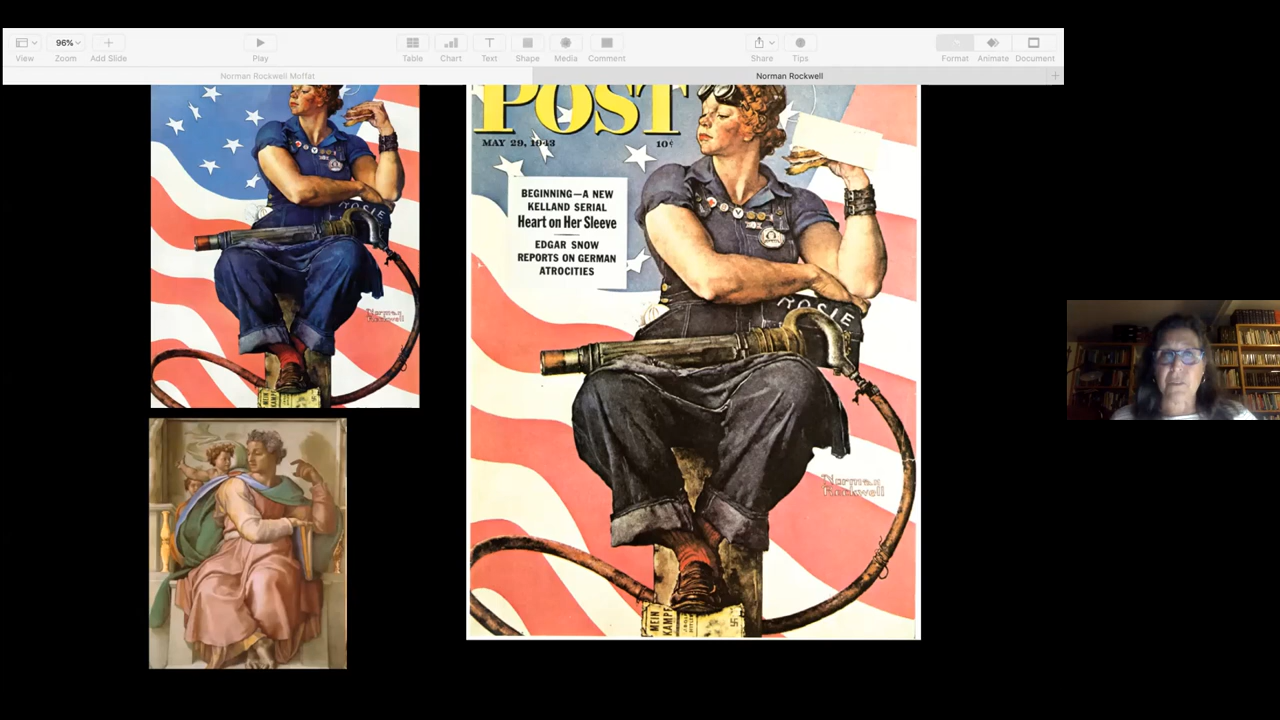 View
96%
Zoom
Add Slide
Play
Table
Chart
Text
Shape
Media
Comment
Share
Tips
Format
Animate
Document
Norman Rockwell Moffat
Norman Rockwell
ROSIE
Norman
Rockwell
MEIN
KAMPF
POST
MAY 29, 1943
10¢
BEGINNING—A NEW
KELLAND SERIAL
Heart on Her Sleeve
EDGAR SNOW
REPORTS ON GERMAN
ATROCITIES
ROSIE
Norman
Rockwell
MEIN
KAMPF